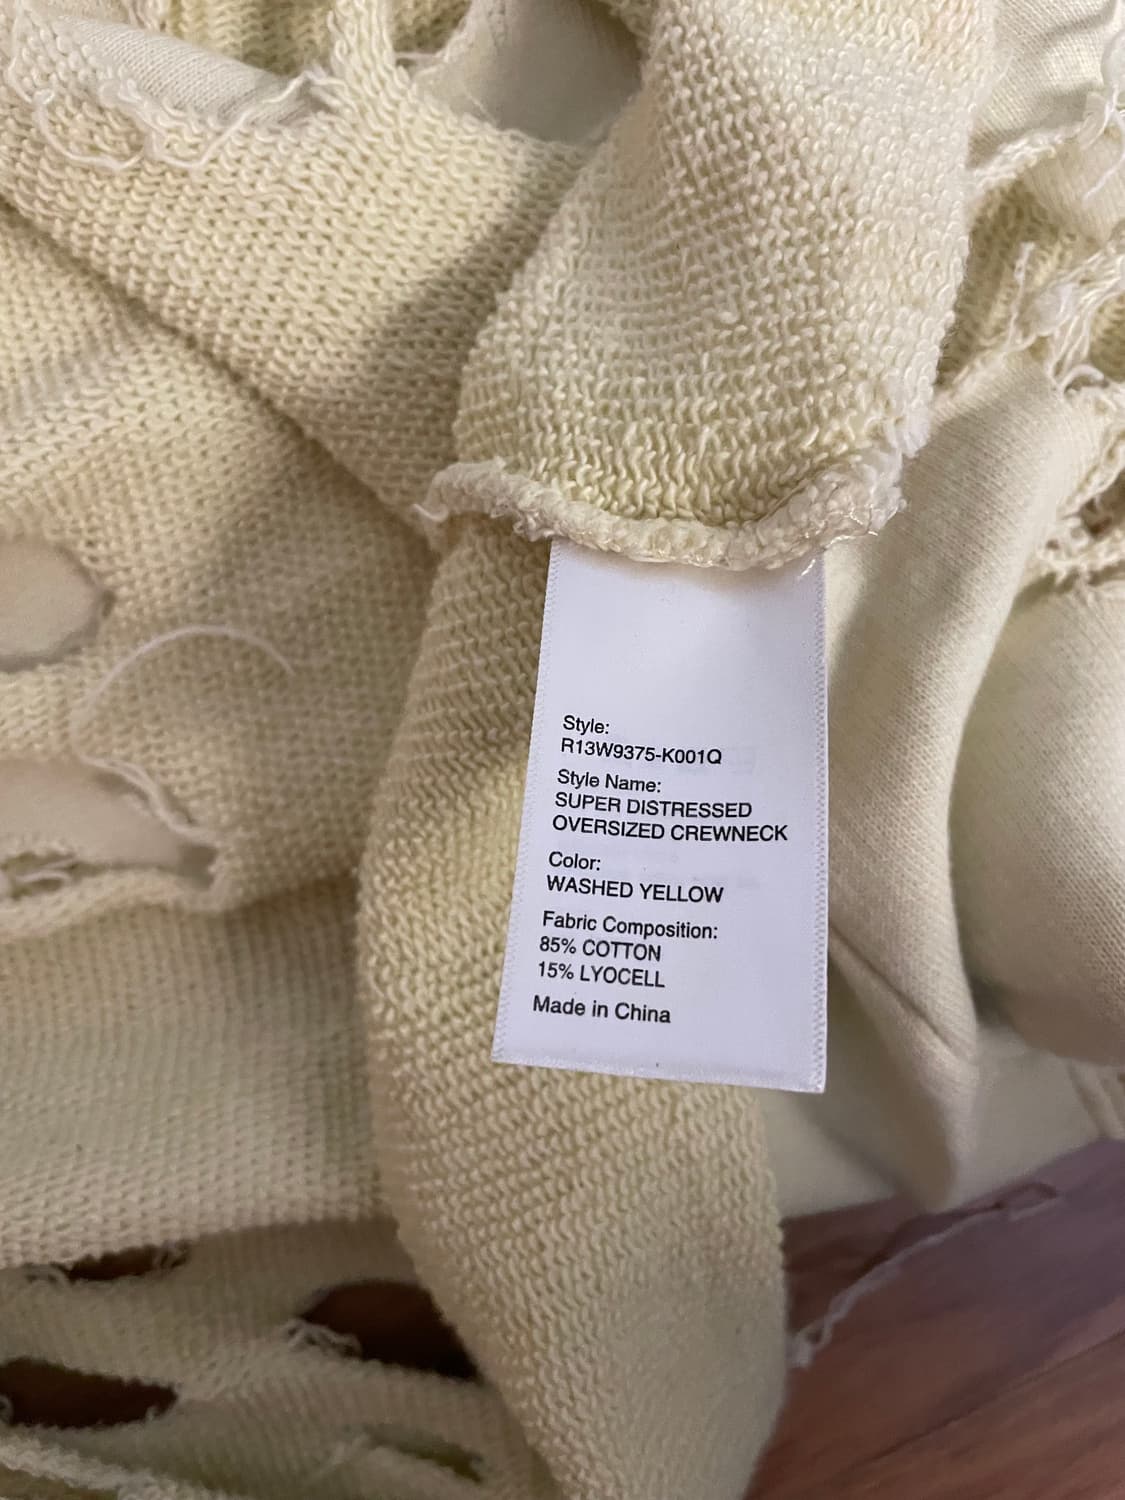 Style:
R13W9375-K001Q
Style Name:
SUPER DISTRESSED
OVERSIZED CREWNECK
Color:
WASHED YELLOW
Fabric Composition:
85% COTTON
15% LYOCELL
Made in China